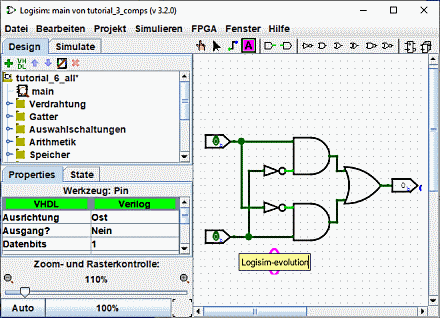 Logisim: main von tutorial_3_comps (v 3.2.0)
Datei Bearbeiten Projekt Simulieren FPGA Fenster Hilfe
Design Simulate
VH
DL
A
tutorial_6_all*
main
Verdrahtung
Gatter
Auswahlschaltungen
Arithmetik
Speicher
Properties State
Werkzeug: Pin
VHDL Verilog
Ausrichtung Ost
Ausgang? Nein
Datenbits 1
Zoom- und Rasterkontrolle:
110%
Auto 100%
0
0
0
Logisim-evolution